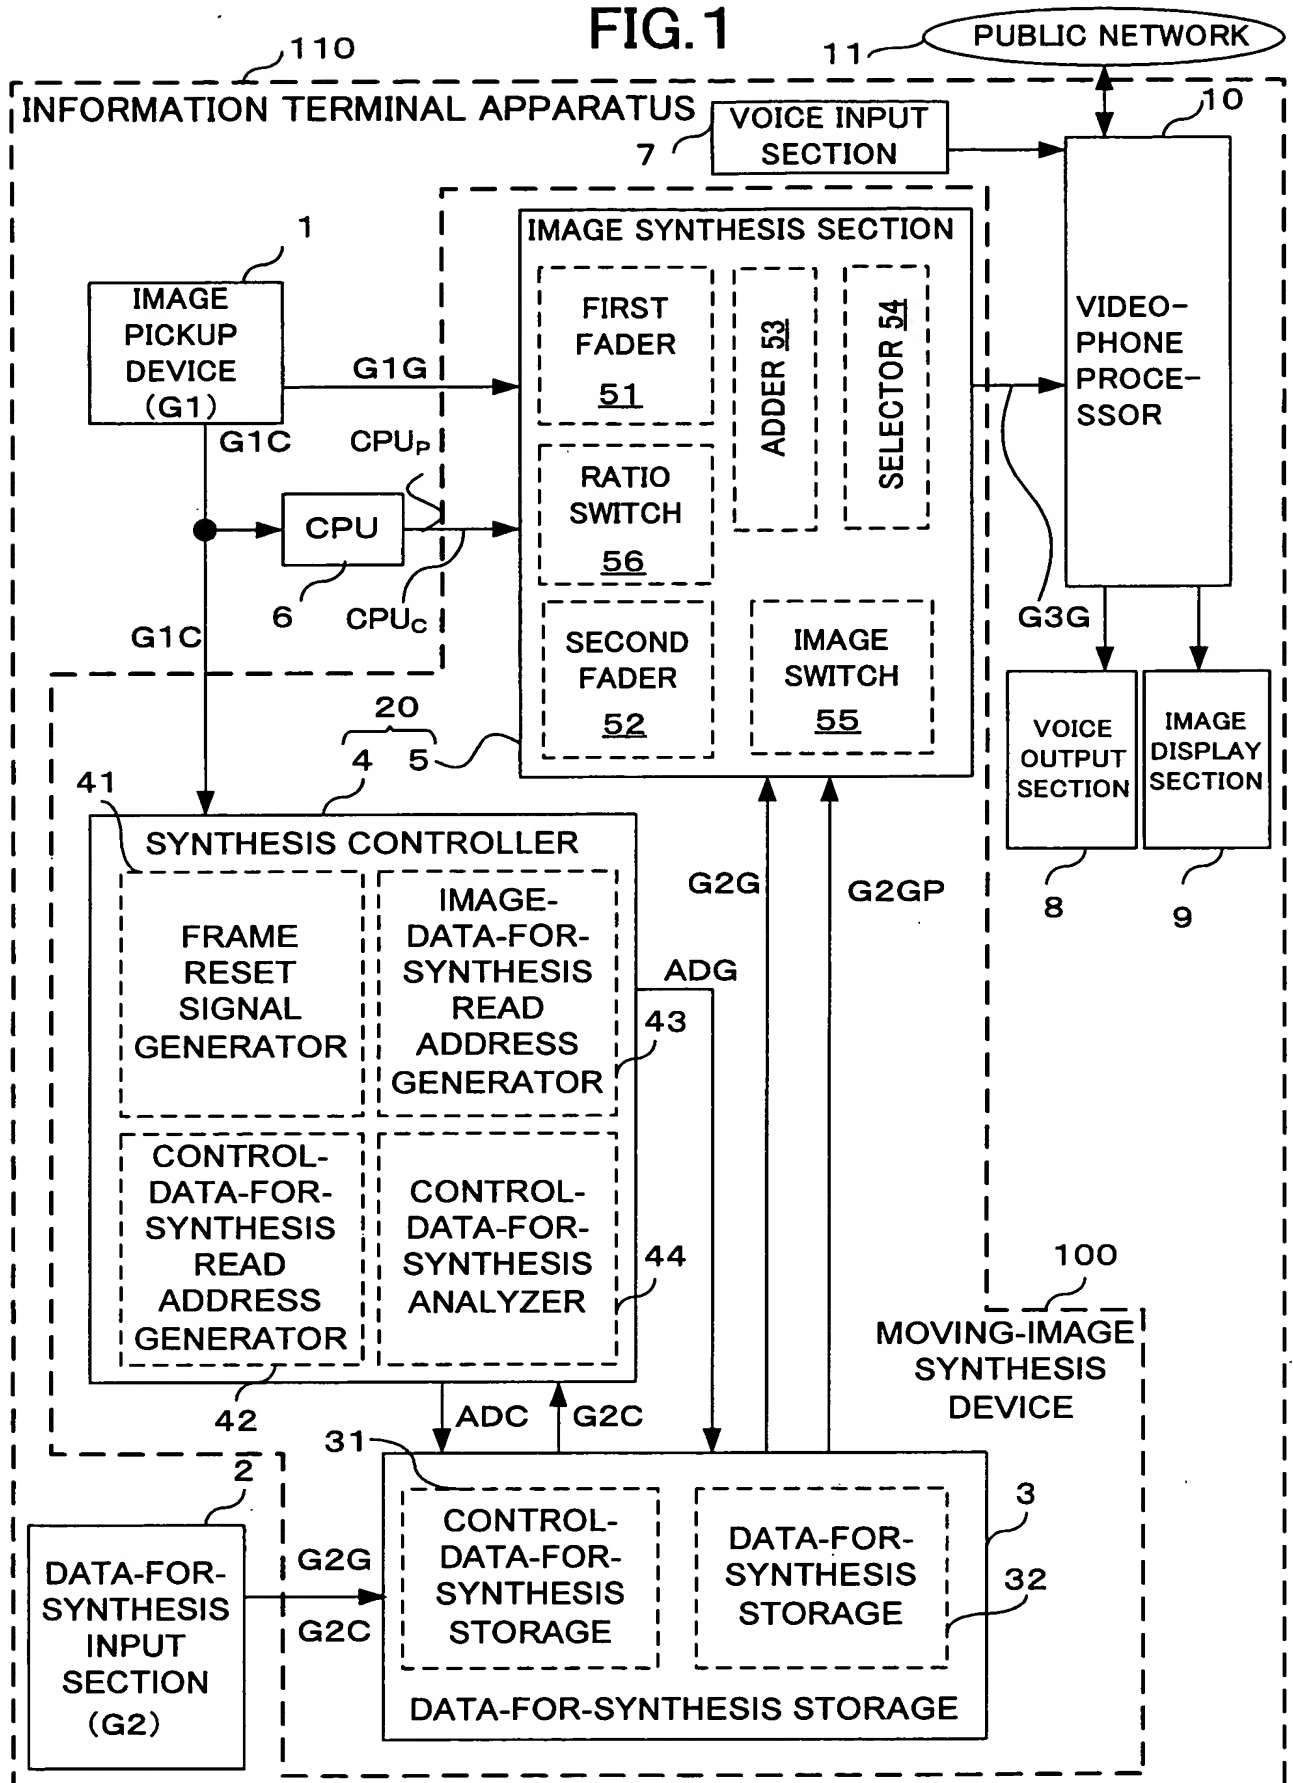 FIG.1
PUBLIC NETWORK
11
110
INFORMATION TERMINAL APPARATUS
VOICE INPUT
SECTION
7
10
1
IMAGE
PICKUP
DEVICE
(G1)
G1G
G1C
CPUP
CPU
6
CPUC
G1C
IMAGE SYNTHESIS SECTION
FIRST
FADER
51
ADDER 53
SELECTOR 54
RATIO
SWITCH
56
SECOND
FADER
52
IMAGE
SWITCH
55
VIDEO-
PHONE
PROCE-
SSOR
G3G
VOICE
OUTPUT
SECTION
8
IMAGE
DISPLAY
SECTION
9
20
4
5
41
SYNTHESIS CONTROLLER
FRAME
RESET
SIGNAL
GENERATOR
IMAGE-
DATA-FOR-
SYNTHESIS
READ
ADDRESS
GENERATOR
43
ADG
G2G
G2GP
CONTROL-
DATA-FOR-
SYNTHESIS
READ
ADDRESS
GENERATOR
42
CONTROL-
DATA-FOR-
SYNTHESIS
ANALYZER
44
100
MOVING-IMAGE
SYNTHESIS
DEVICE
ADC
G2C
31
2
DATA-FOR-
SYNTHESIS
INPUT
SECTION
(G2)
G2G
G2C
CONTROL-
DATA-FOR-
SYNTHESIS
STORAGE
DATA-FOR-
SYNTHESIS
STORAGE
3
32
DATA-FOR-SYNTHESIS STORAGE